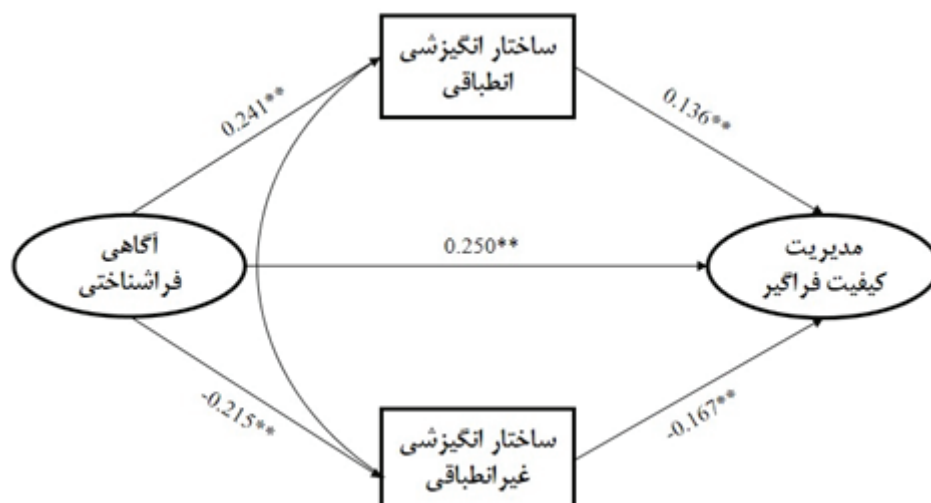 ساختار انگیزشی
انطباقی
0.241**
0.136**
آگاهی
فراشناختی
0.250**
مدیریت
کیفیت فراگیر
-0.215**
-0.167**
ساختار انگیزشی
غیرانطباقی